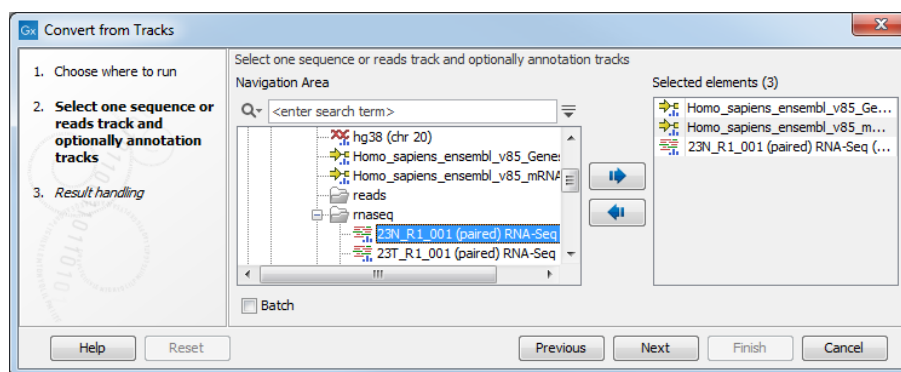 Gx Convert from Tracks
1. Choose where to run
2. Select one sequence or
reads track and
optionally annotation
tracks
3. Result handling
Select one sequence or reads track and optionally annotation tracks
Navigation Area
<enter search term>
hg38 (chr 20)
Homo_sapiens_ensembl_v85_Genes
Homo_sapiens_ensembl_v85_mRNA
reads
rnaseq
23N_R1_001 (paired) RNA-Seq
23T_R1_001 (paired) RNA-Seq
Batch
Selected elements (3)
Homo_sapiens_ensembl_v85_Ge...
Homo_sapiens_ensembl_v85_m...
23N_R1_001 (paired) RNA-Seq (...
Help
Reset
Previous
Next
Finish
Cancel